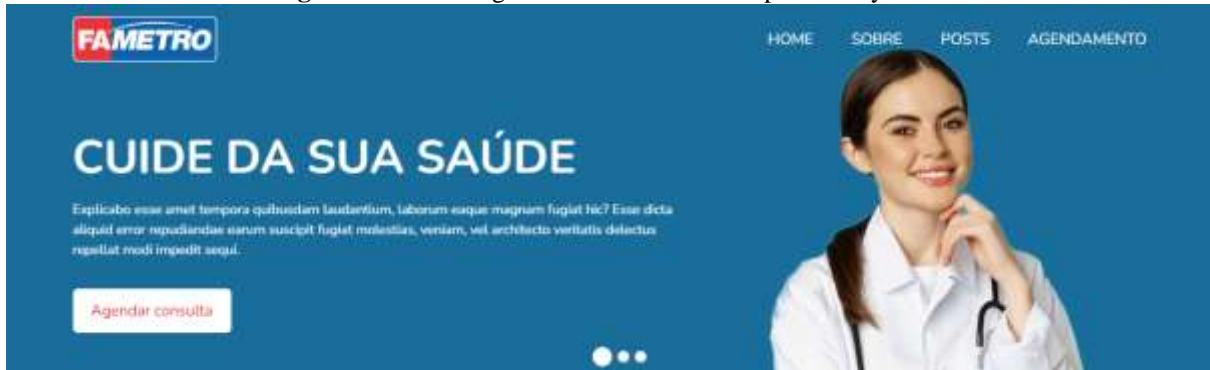 FAMETRO
HOME SOBRE POSTS AGENDAMENTO
CUIDE DA SUA SAÚDE
Explicabo esse amet tempora quibusdam laudantium, laborum eaque magnam fugiat hic? Esse dicta
aliquid error repudiandae earum suscipit fugiat molestias, veniam, vel architecto veritatis delectus
repellat modi impedit sequi.
Agendar consulta